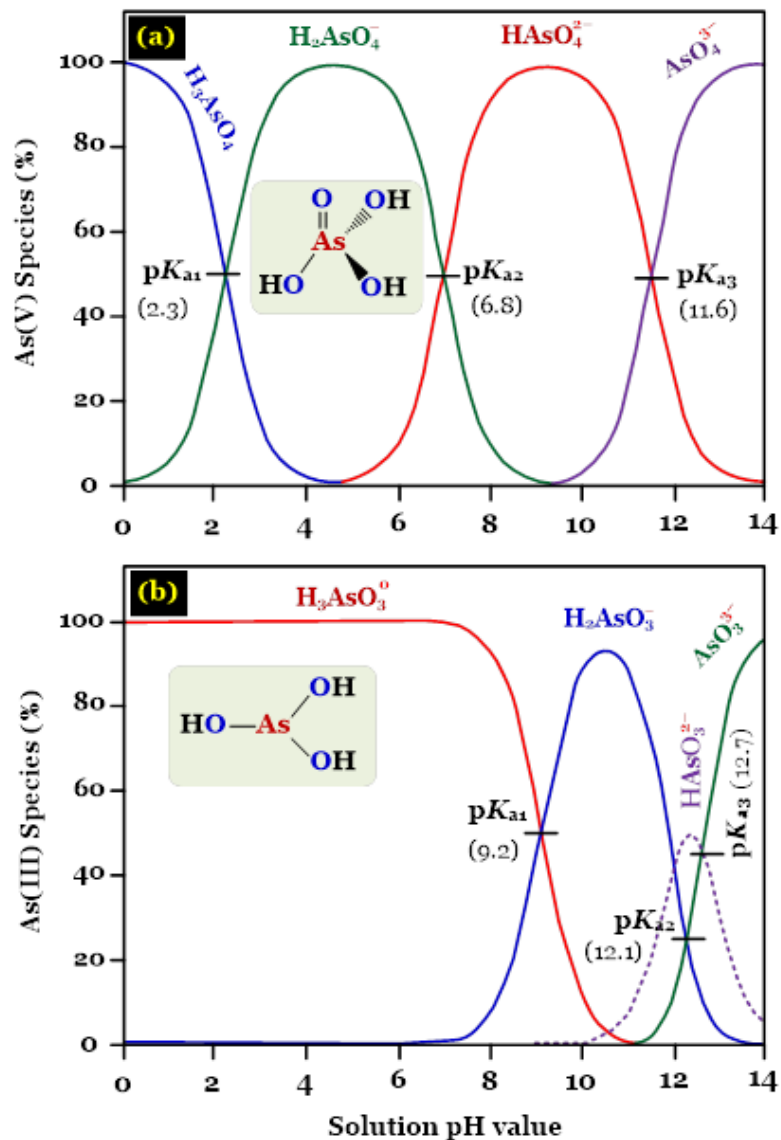 (a)
H₂AsO₄⁻
HAsO₄²⁻
AsO₄³⁻
H₃AsO₄
As(V) Species (%)
100
80
60
40
20
0
O
OH
As
HO
OH
pKa1
(2.3)
pKa2
(6.8)
pKa3
(11.6)
0 2 4 6 8 10 12 14
(b)
H₃AsO₃⁰
H₂AsO₃⁻
AsO₃³⁻
HAsO₃²⁻
As(III) Species (%)
100
80
60
40
20
0
OH
HO As
OH
pKa1
(9.2)
pKa2
(12.1)
pKa3 (12.7)
0 2 4 6 8 10 12 14
Solution pH value